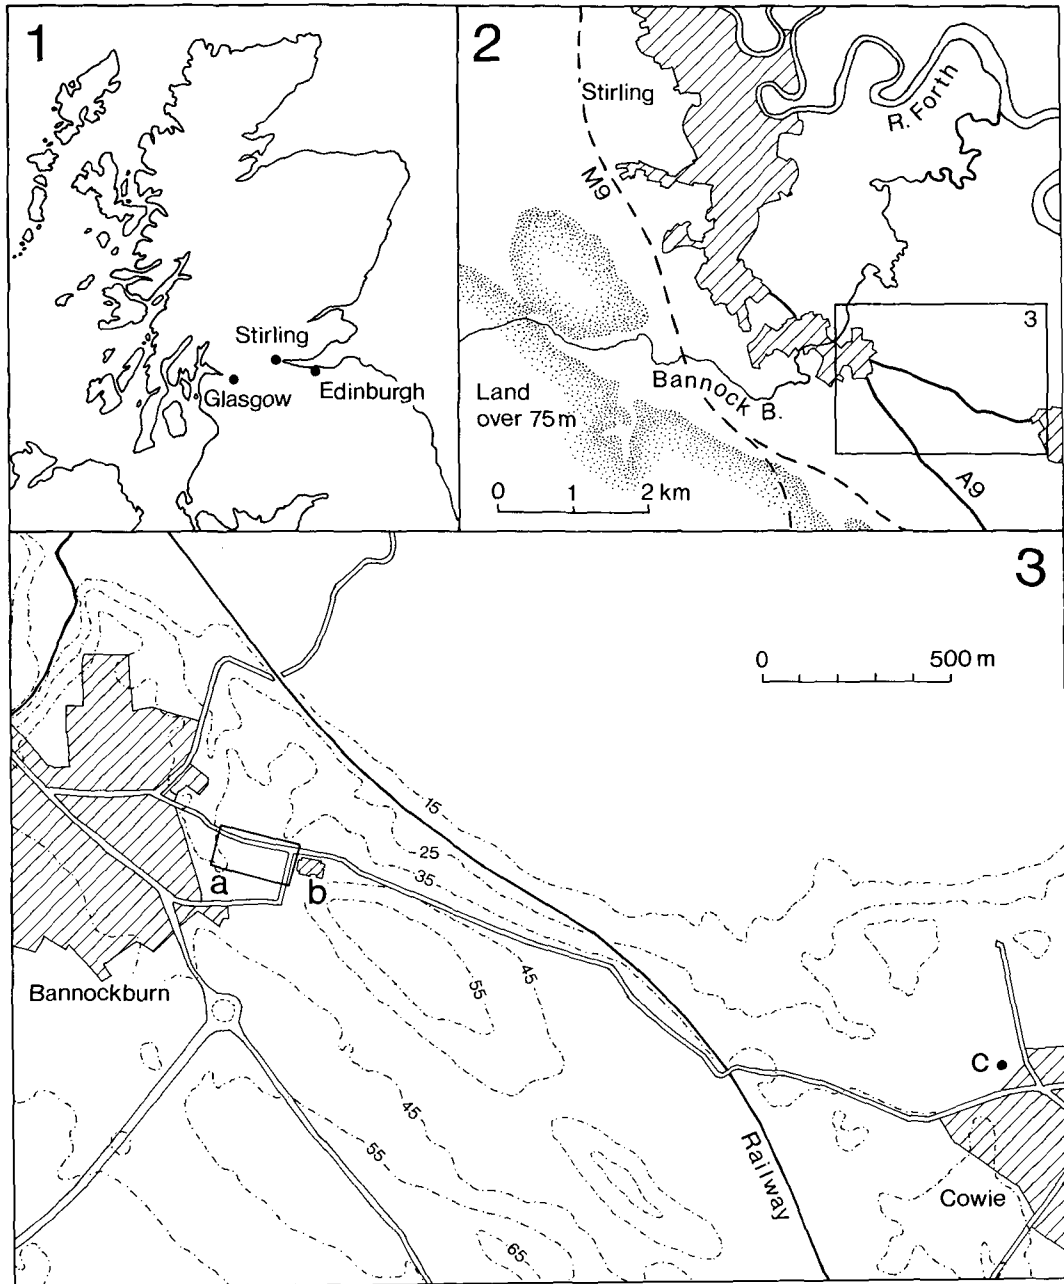 1
Stirling
Glasgow
Edinburgh
2
Stirling
R. Forth
M9
3
Bannock B.
Land
over 75 m
A9
0 1 2 km
3
0 500 m
15
25
35
a
b
45
55
Bannockburn
C
45
55
Railway
Cowie
65